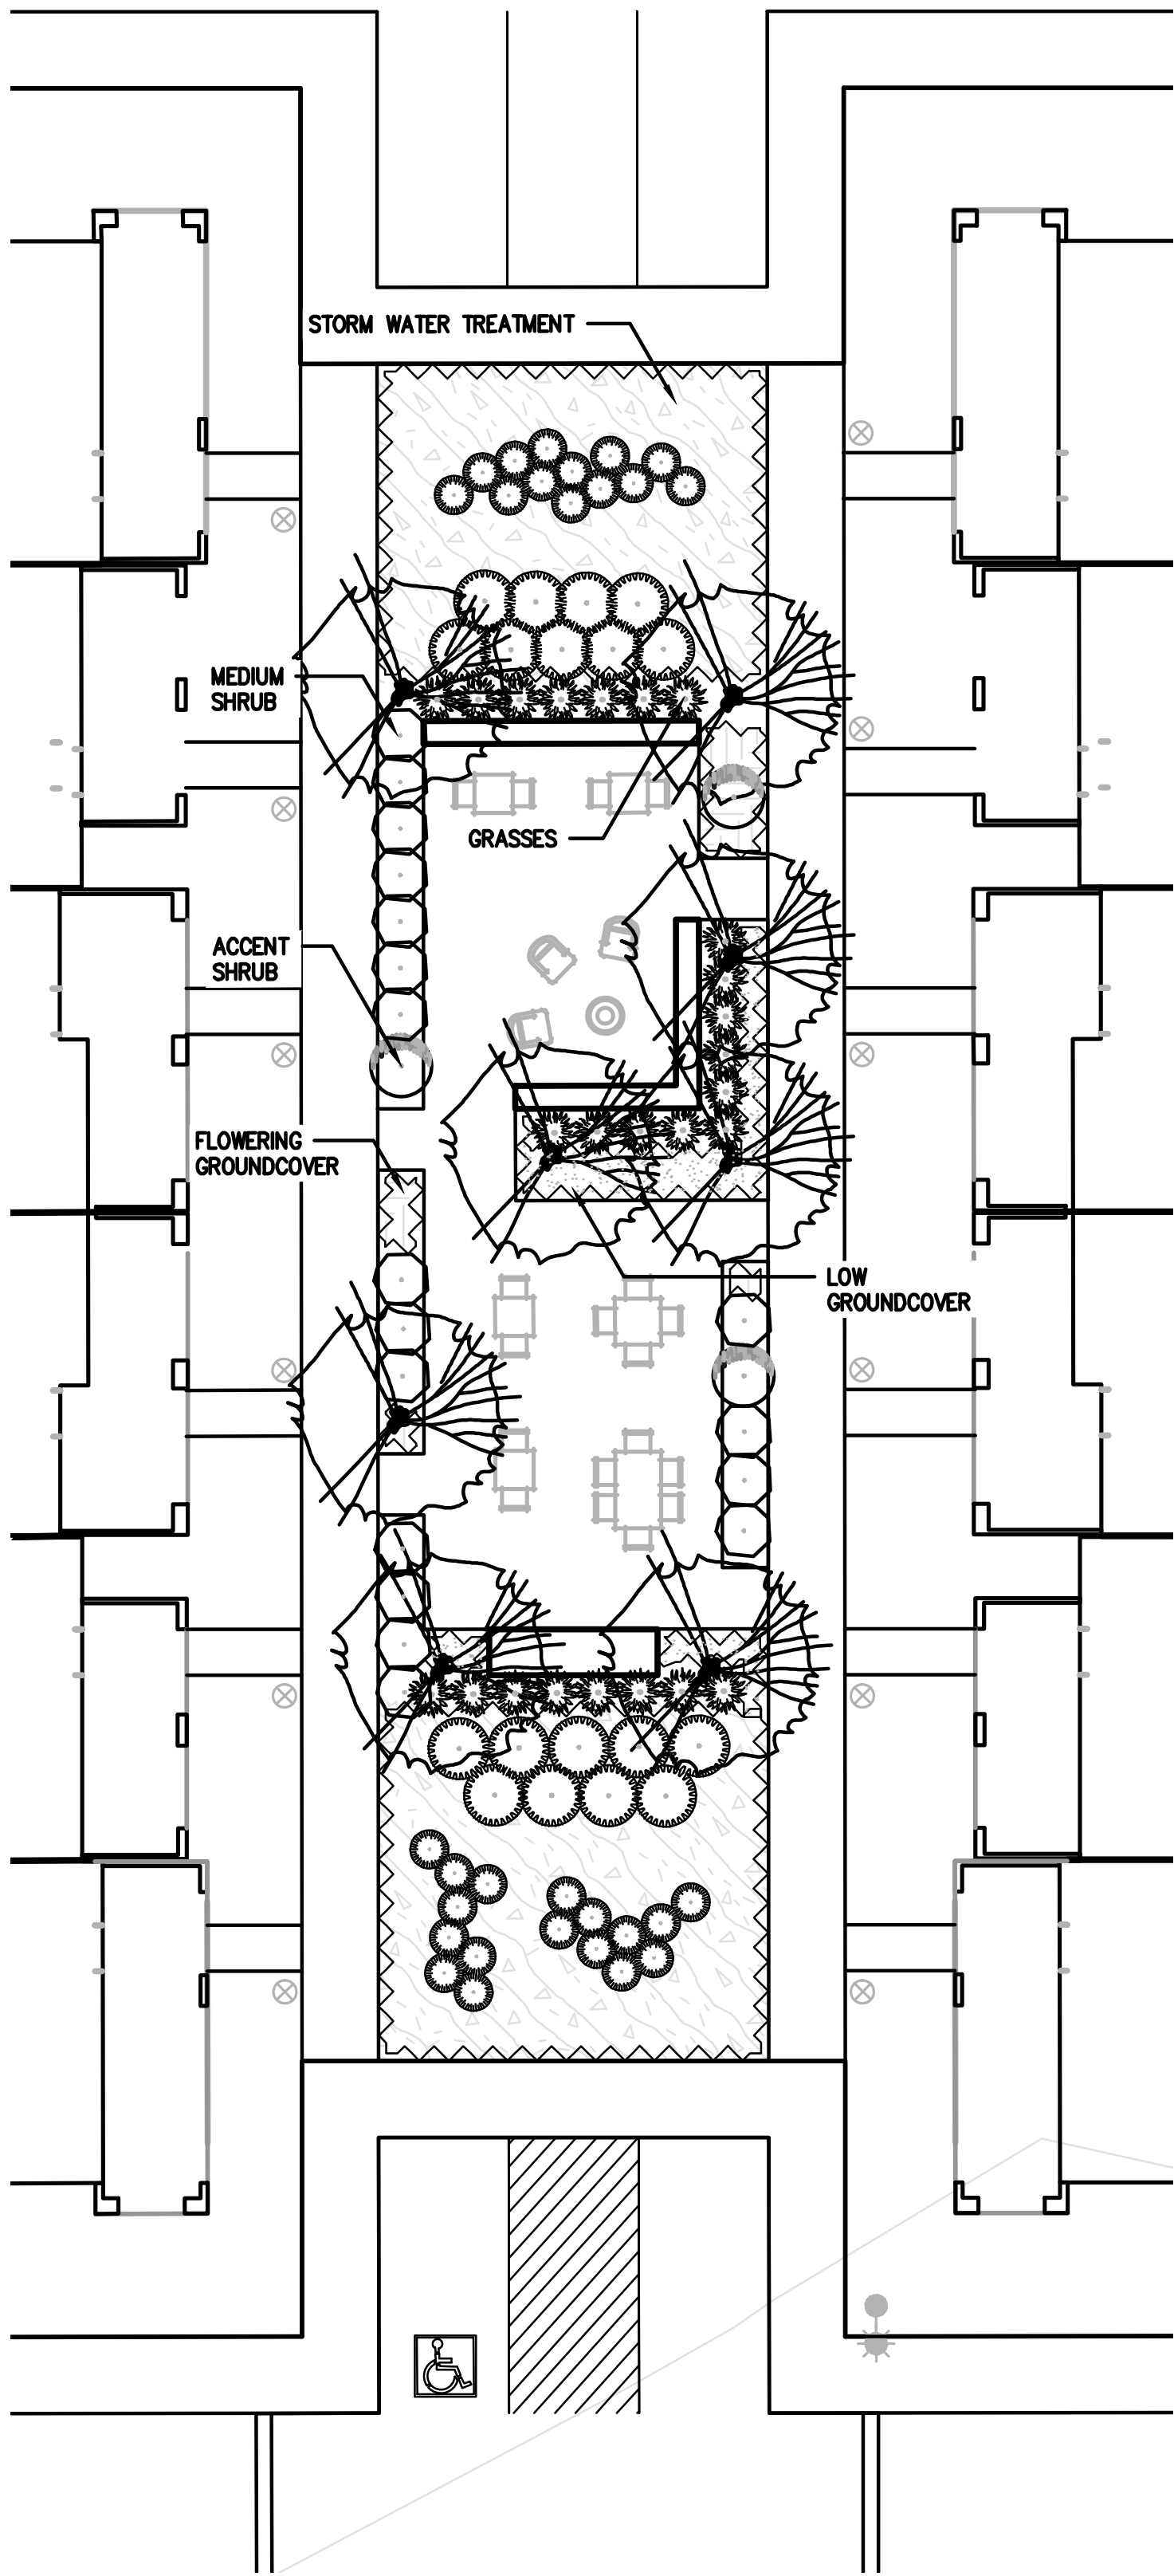 STORM WATER TREATMENT
MEDIUM
SHRUB
GRASSES
ACCENT
SHRUB
FLOWERING
GROUNDCOVER
LOW
GROUNDCOVER